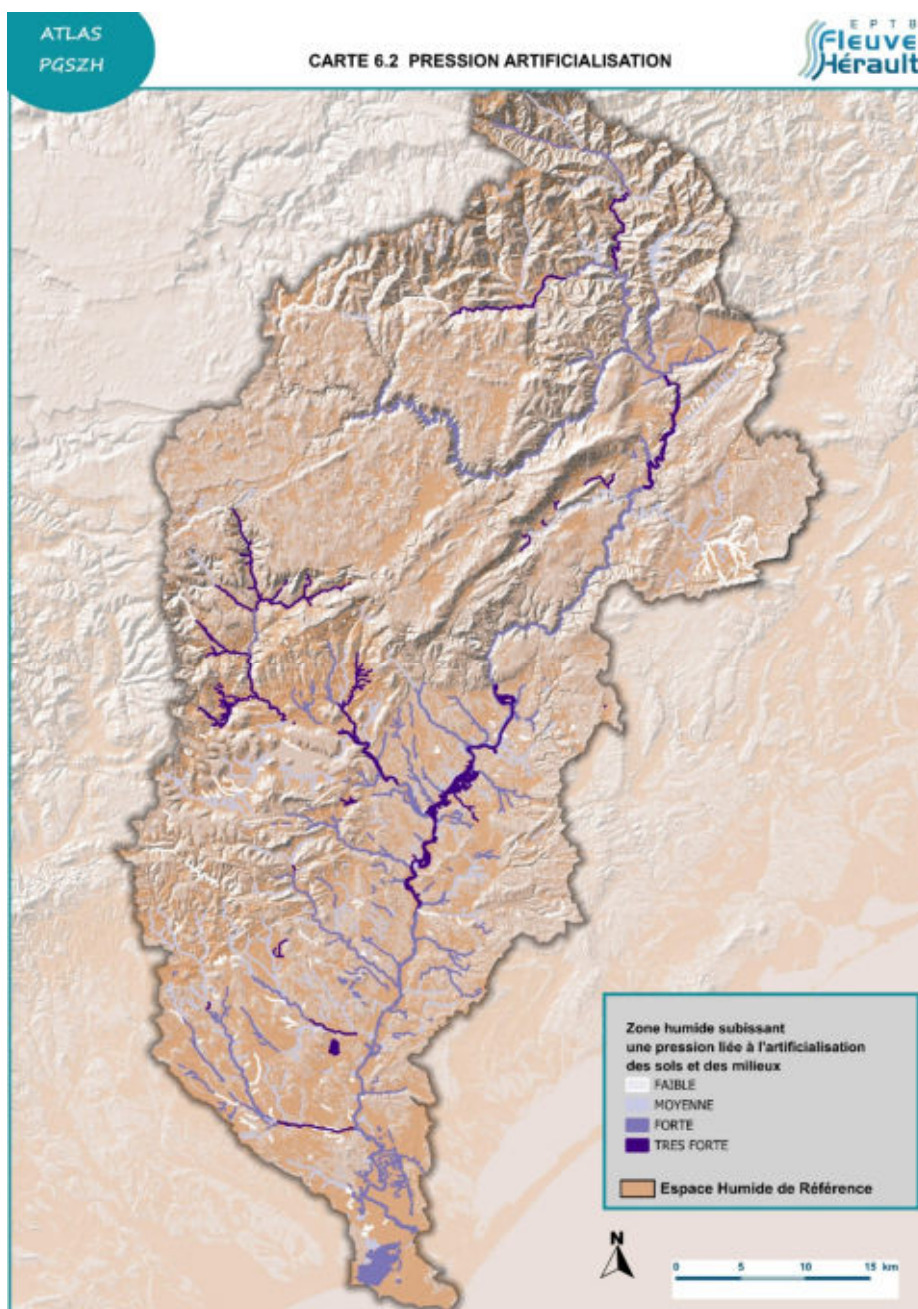 ATLAS
PGSZH
CARTE 6.2 PRESSION ARTIFICIALISATION
EPTB
Fleuve
Hérault
Zone humide subissant
une pression liée à l'artificialisation
des sols et des milieux
FAIBLE
MOYENNE
FORTE
TRES FORTE
Espace Humide de Référence
N
0 5 10 15 km